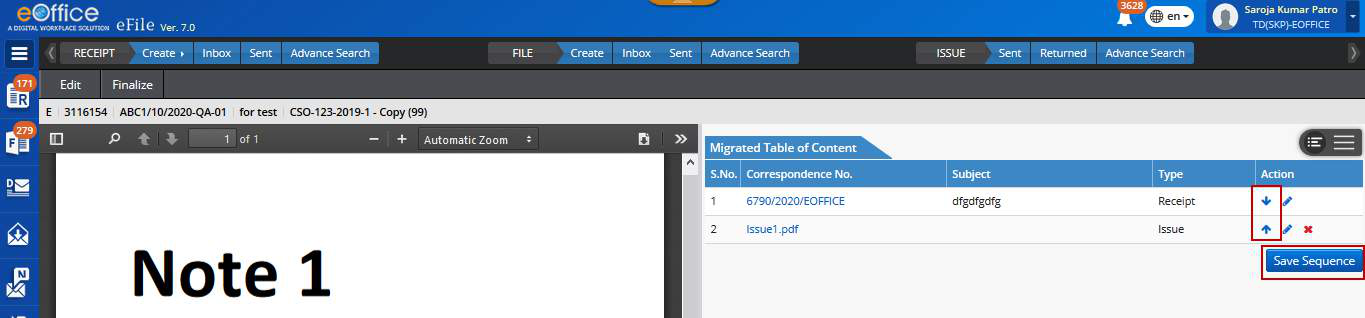 eOffice
A DIGITAL WORKPLACE SOLUTION eFile Ver. 7.0
3628
en
Saroja Kumar Patro
TD(SKP)-EOFFICE
RECEIPT Create Inbox Sent Advance Search FILE Create Inbox Sent Advance Search ISSUE Sent Returned Advance Search
171
R
Edit Finalize
E 3116154 ABC1/10/2020-QA-01 for test CSO-123-2019-1 - Copy (99)
279
F
1 of 1 Automatic Zoom
Migrated Table of Content
S.No. Correspondence No. Subject Type Action
1 6790/2020/EOFFICE dfgdfgdfg Receipt
2 Issue1.pdf Issue
Save Sequence
D
N
Note 1